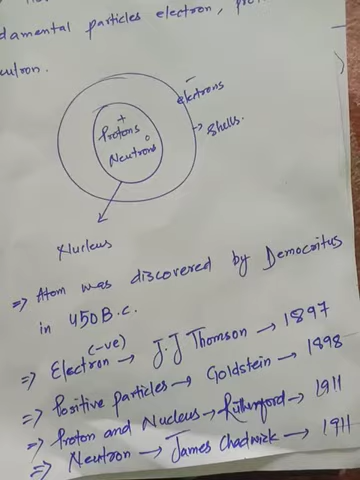 damental particles electron, pr
utron.
−
electrons
+
Protons
→ Shells.
o
Neutrons
Nucleus
⇒ Atom was discovered by Democritus
in 450 B.C.
(-ve)
⇒ Electron → J.J Thomson → 1897
⇒ Positive particles → Goldstein → 1898
⇒ Proton and Nucleus → Rutherford → 1911
⇒ Neutron → James Chadwick → 1911